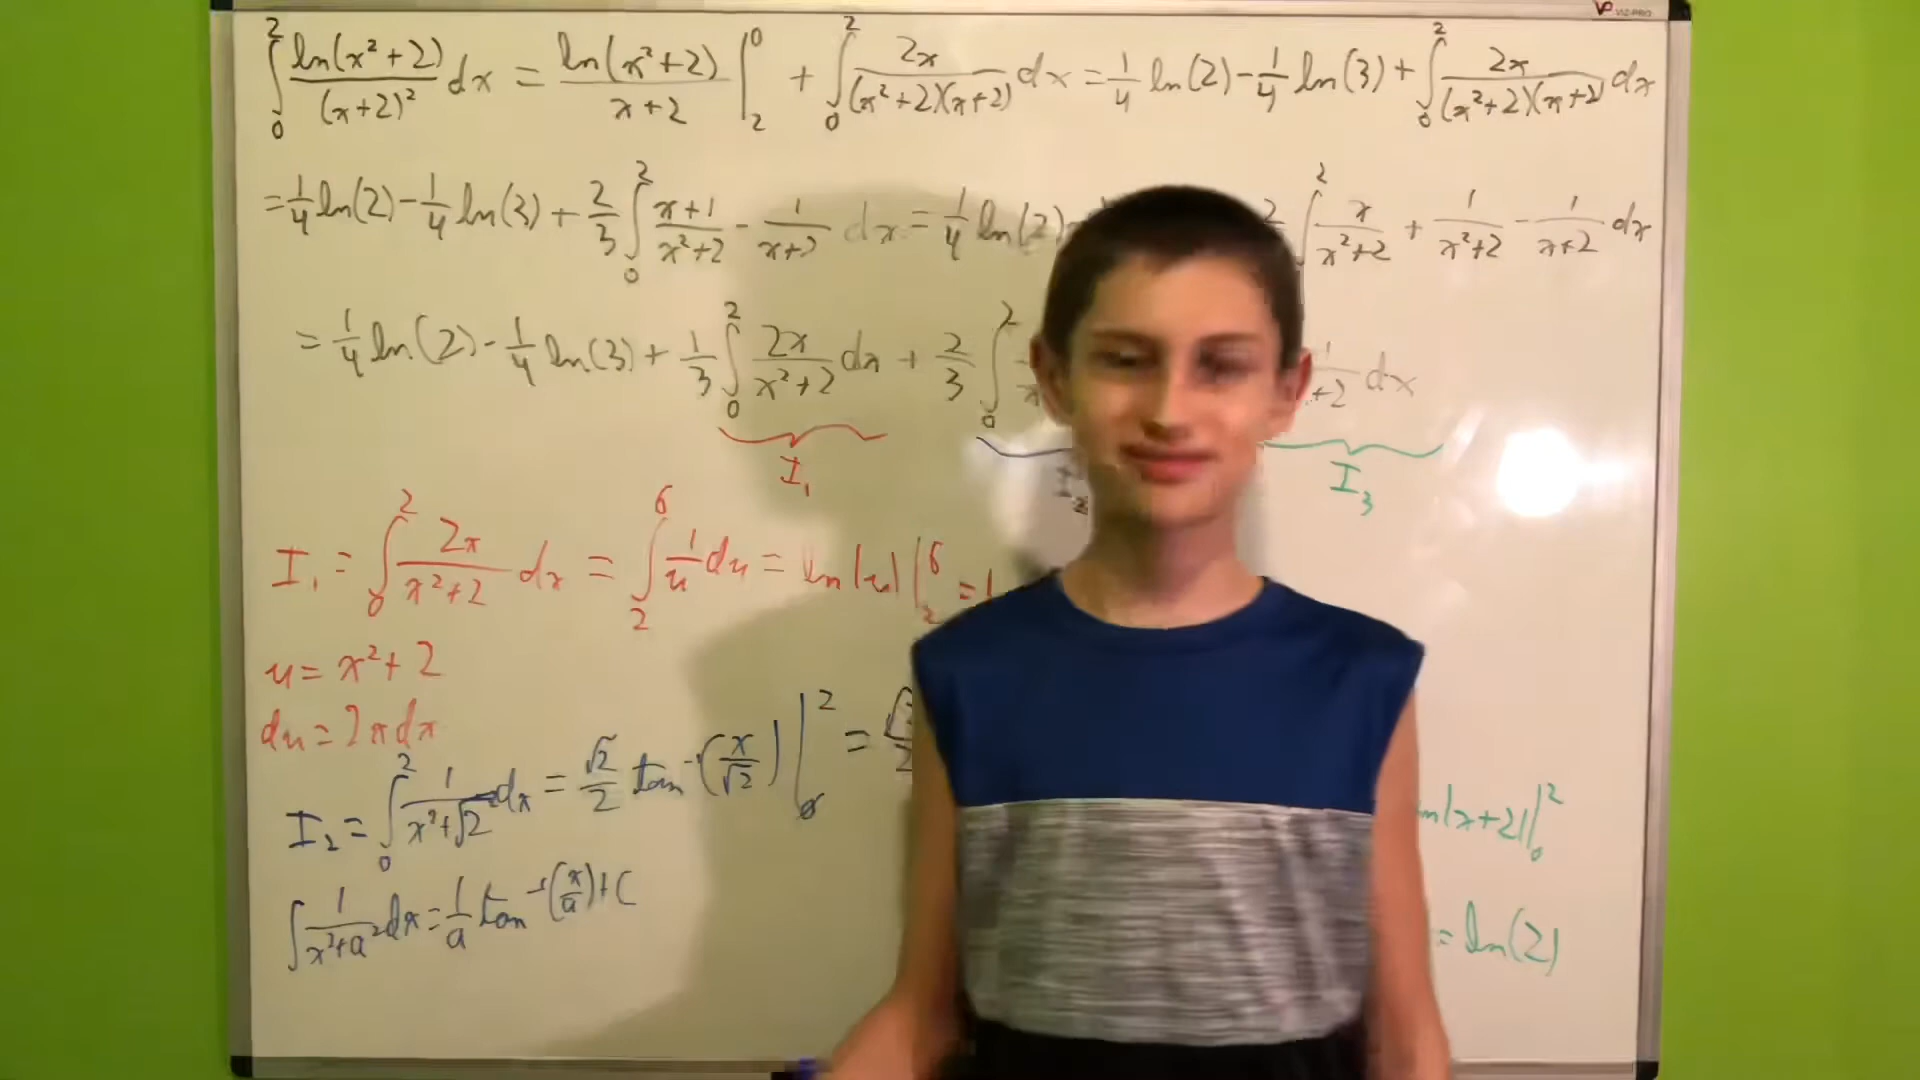 VIZ-PRO
∫₀² ln(x²+2)/(x+2)² dx = ln(x²+2)/(x+2) |₂⁰ + ∫₀² 2x/((x²+2)(x+2)) dx = 1/4 ln(2) - 1/4 ln(3) + ∫₀² 2x/((x²+2)(x+2)) dx
= 1/4 ln(2) - 1/4 ln(3) + 2/3 ∫₀² (x+1)/(x²+2) - 1/(x+2) dx = 1/4 ln(2) - ∫² x/(x²+2) + 1/(x²+2) - 1/(x+2) dx
= 1/4 ln(2) - 1/4 ln(3) + 1/3 ∫₀² 2x/(x²+2) dx + 2/3 ∫₀² +2 dx
I₁ I₂ I₃
I₁ = ∫₀² 2x/(x²+2) dx = ∫₂⁶ 1/u du = ln|u| |₂⁶ =
u = x²+2
du = 2x dx
I₂ = ∫₀² 1/(x²+√2²) dx = √2/2 tan⁻¹(x/√2) |₀² =
ln|x+2| |₀²
∫ 1/(x²+a²) dx = 1/a tan⁻¹(x/a) + C
= ln(2)